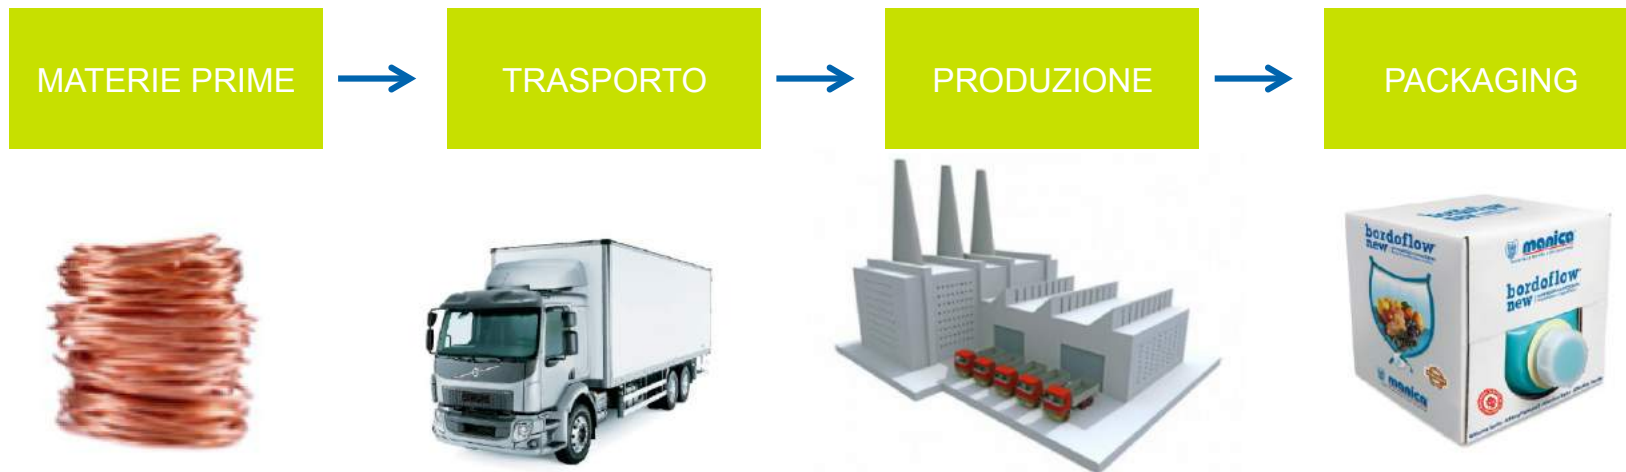 MATERIE PRIME
TRASPORTO
PRODUZIONE
PACKAGING
bordoflow
new
manica
bordoflow
new
manica